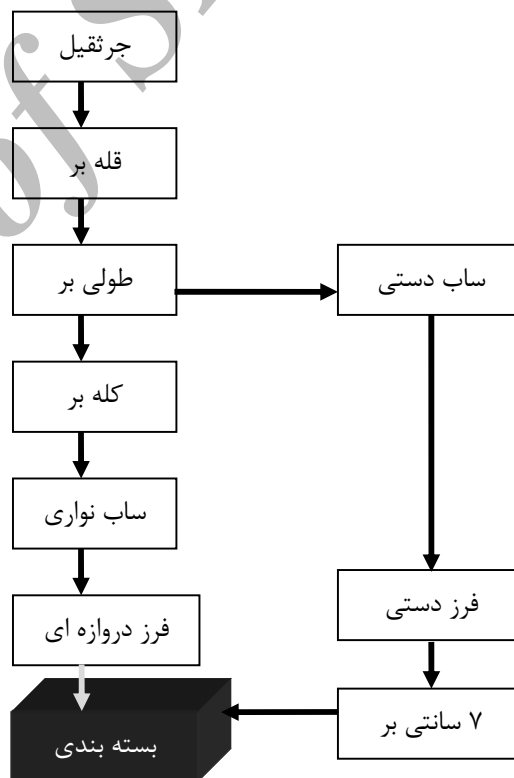 جرثقیل
قله بر
طولی بر
ساب دستی
کله بر
ساب نواری
فرز دستی
فرز دروازه ای
۷ سانتی بر
بسته بندی
of S